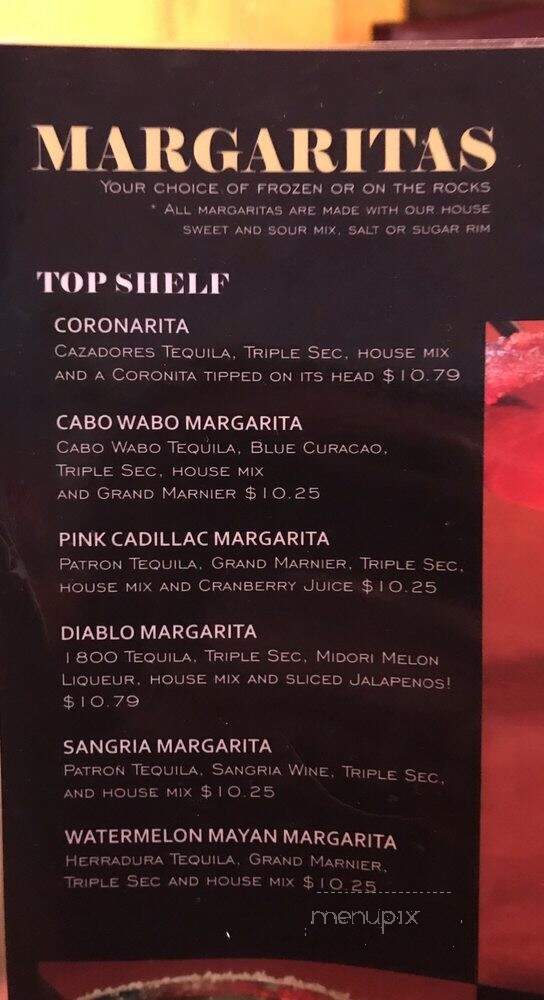 MARGARITAS
YOUR CHOICE OF FROZEN OR ON THE ROCKS
* ALL MARGARITAS ARE MADE WITH OUR HOUSE
SWEET AND SOUR MIX, SALT OR SUGAR RIM
TOP SHELF
CORONARITA
CAZADORES TEQUILA, TRIPLE SEC, HOUSE MIX
AND A CORONITA TIPPED ON ITS HEAD $10.79
CABO WABO MARGARITA
CABO WABO TEQUILA, BLUE CURACAO,
TRIPLE SEC, HOUSE MIX
AND GRAND MARNIER $10.25
PINK CADILLAC MARGARITA
PATRON TEQUILA, GRAND MARNIER, TRIPLE SEC,
HOUSE MIX AND CRANBERRY JUICE $10.25
DIABLO MARGARITA
1800 TEQUILA, TRIPLE SEC, MIDORI MELON
LIQUEUR, HOUSE MIX AND SLICED JALAPENOS!
$10.79
SANGRIA MARGARITA
PATRON TEQUILA, SANGRIA WINE, TRIPLE SEC,
AND HOUSE MIX $10.25
WATERMELON MAYAN MARGARITA
HERRADURA TEQUILA, GRAND MARNIER,
TRIPLE SEC AND HOUSE MIX $10.25
menupix